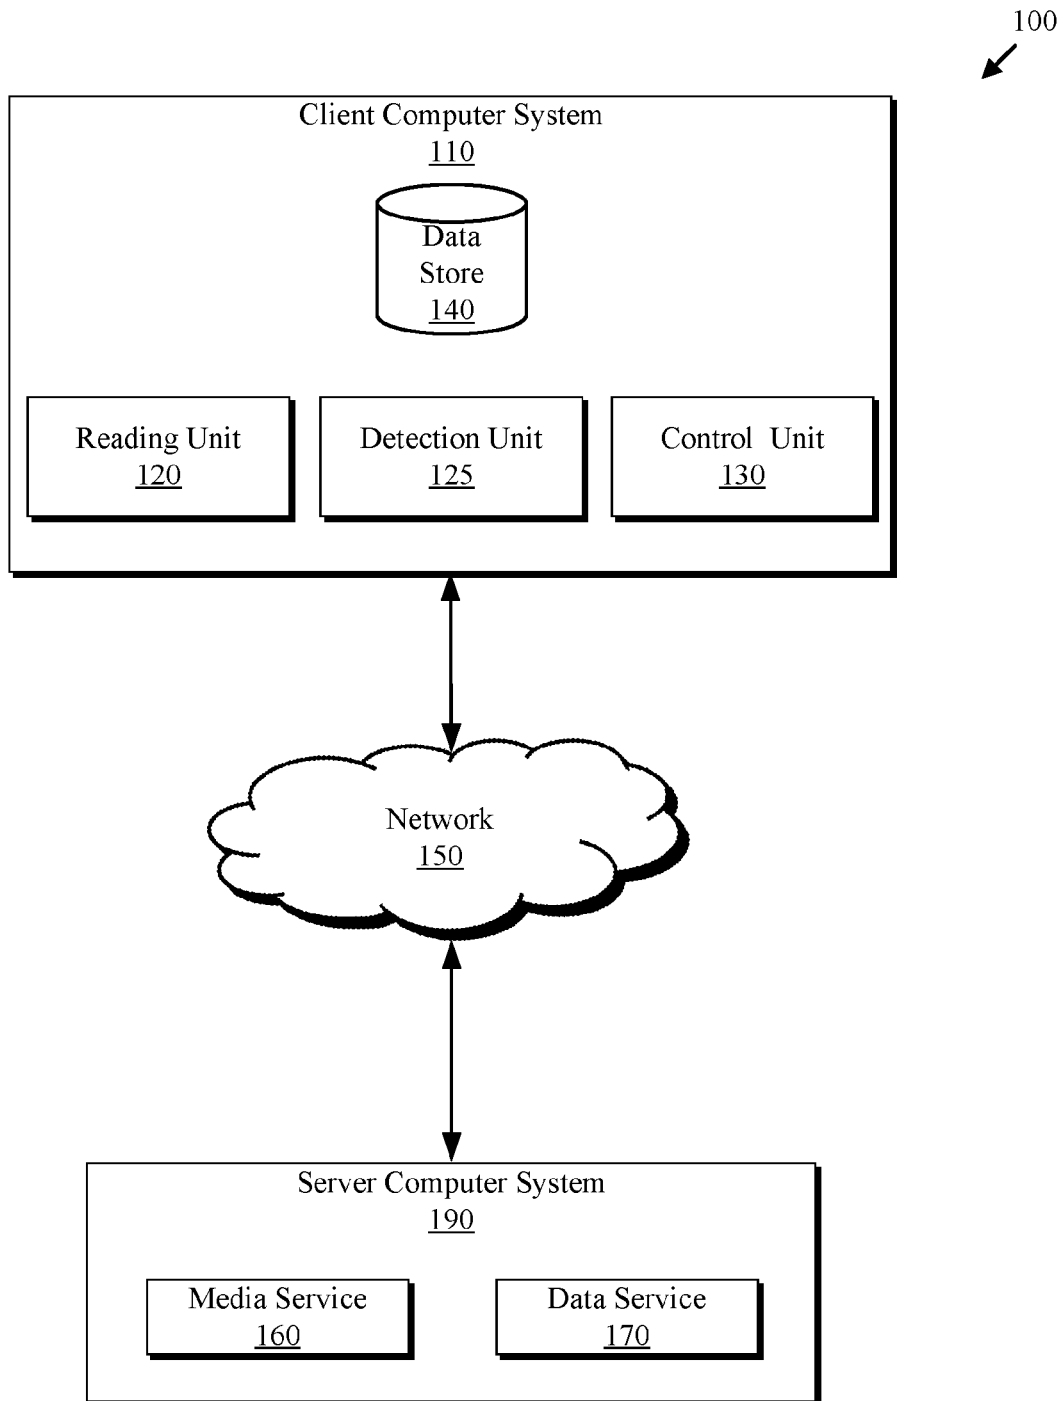 100
Client Computer System
110
Data
Store
140
Reading Unit
120
Detection Unit
125
Control Unit
130
Network
150
Server Computer System
190
Media Service
160
Data Service
170